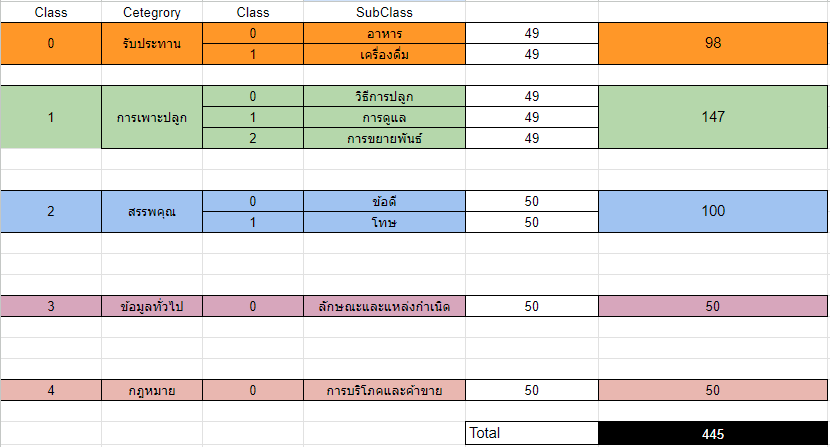 Class Cetegrory Class SubClass
0 รับประทาน 0 อาหาร 49 98
1 เครื่องดื่ม 49
1 การเพาะปลูก 0 วิธีการปลูก 49 147
1 การดูแล 49
2 การขยายพันธ์ 49
2 สรรพคุณ 0 ข้อดี 50 100
1 โทษ 50
3 ข้อมูลทั่วไป 0 ลักษณะและแหล่งกำเนิด 50 50
4 กฎหมาย 0 การบริโภคและค้าขาย 50 50
Total 445